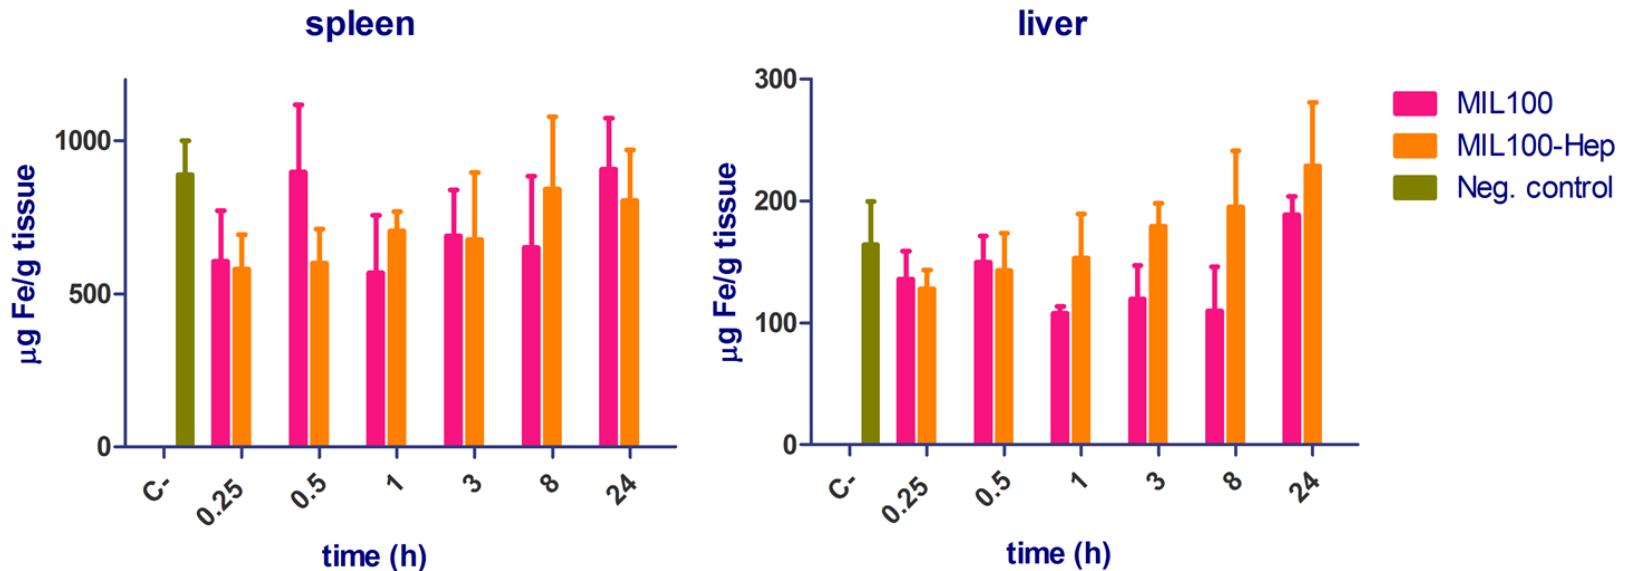 spleen
μg Fe/g tissue
1000
500
0
C-
0.25
0.5
1
3
8
24
time (h)
liver
μg Fe/g tissue
300
200
100
0
C-
0.25
0.5
1
3
8
24
time (h)
MIL100
MIL100-Hep
Neg. control